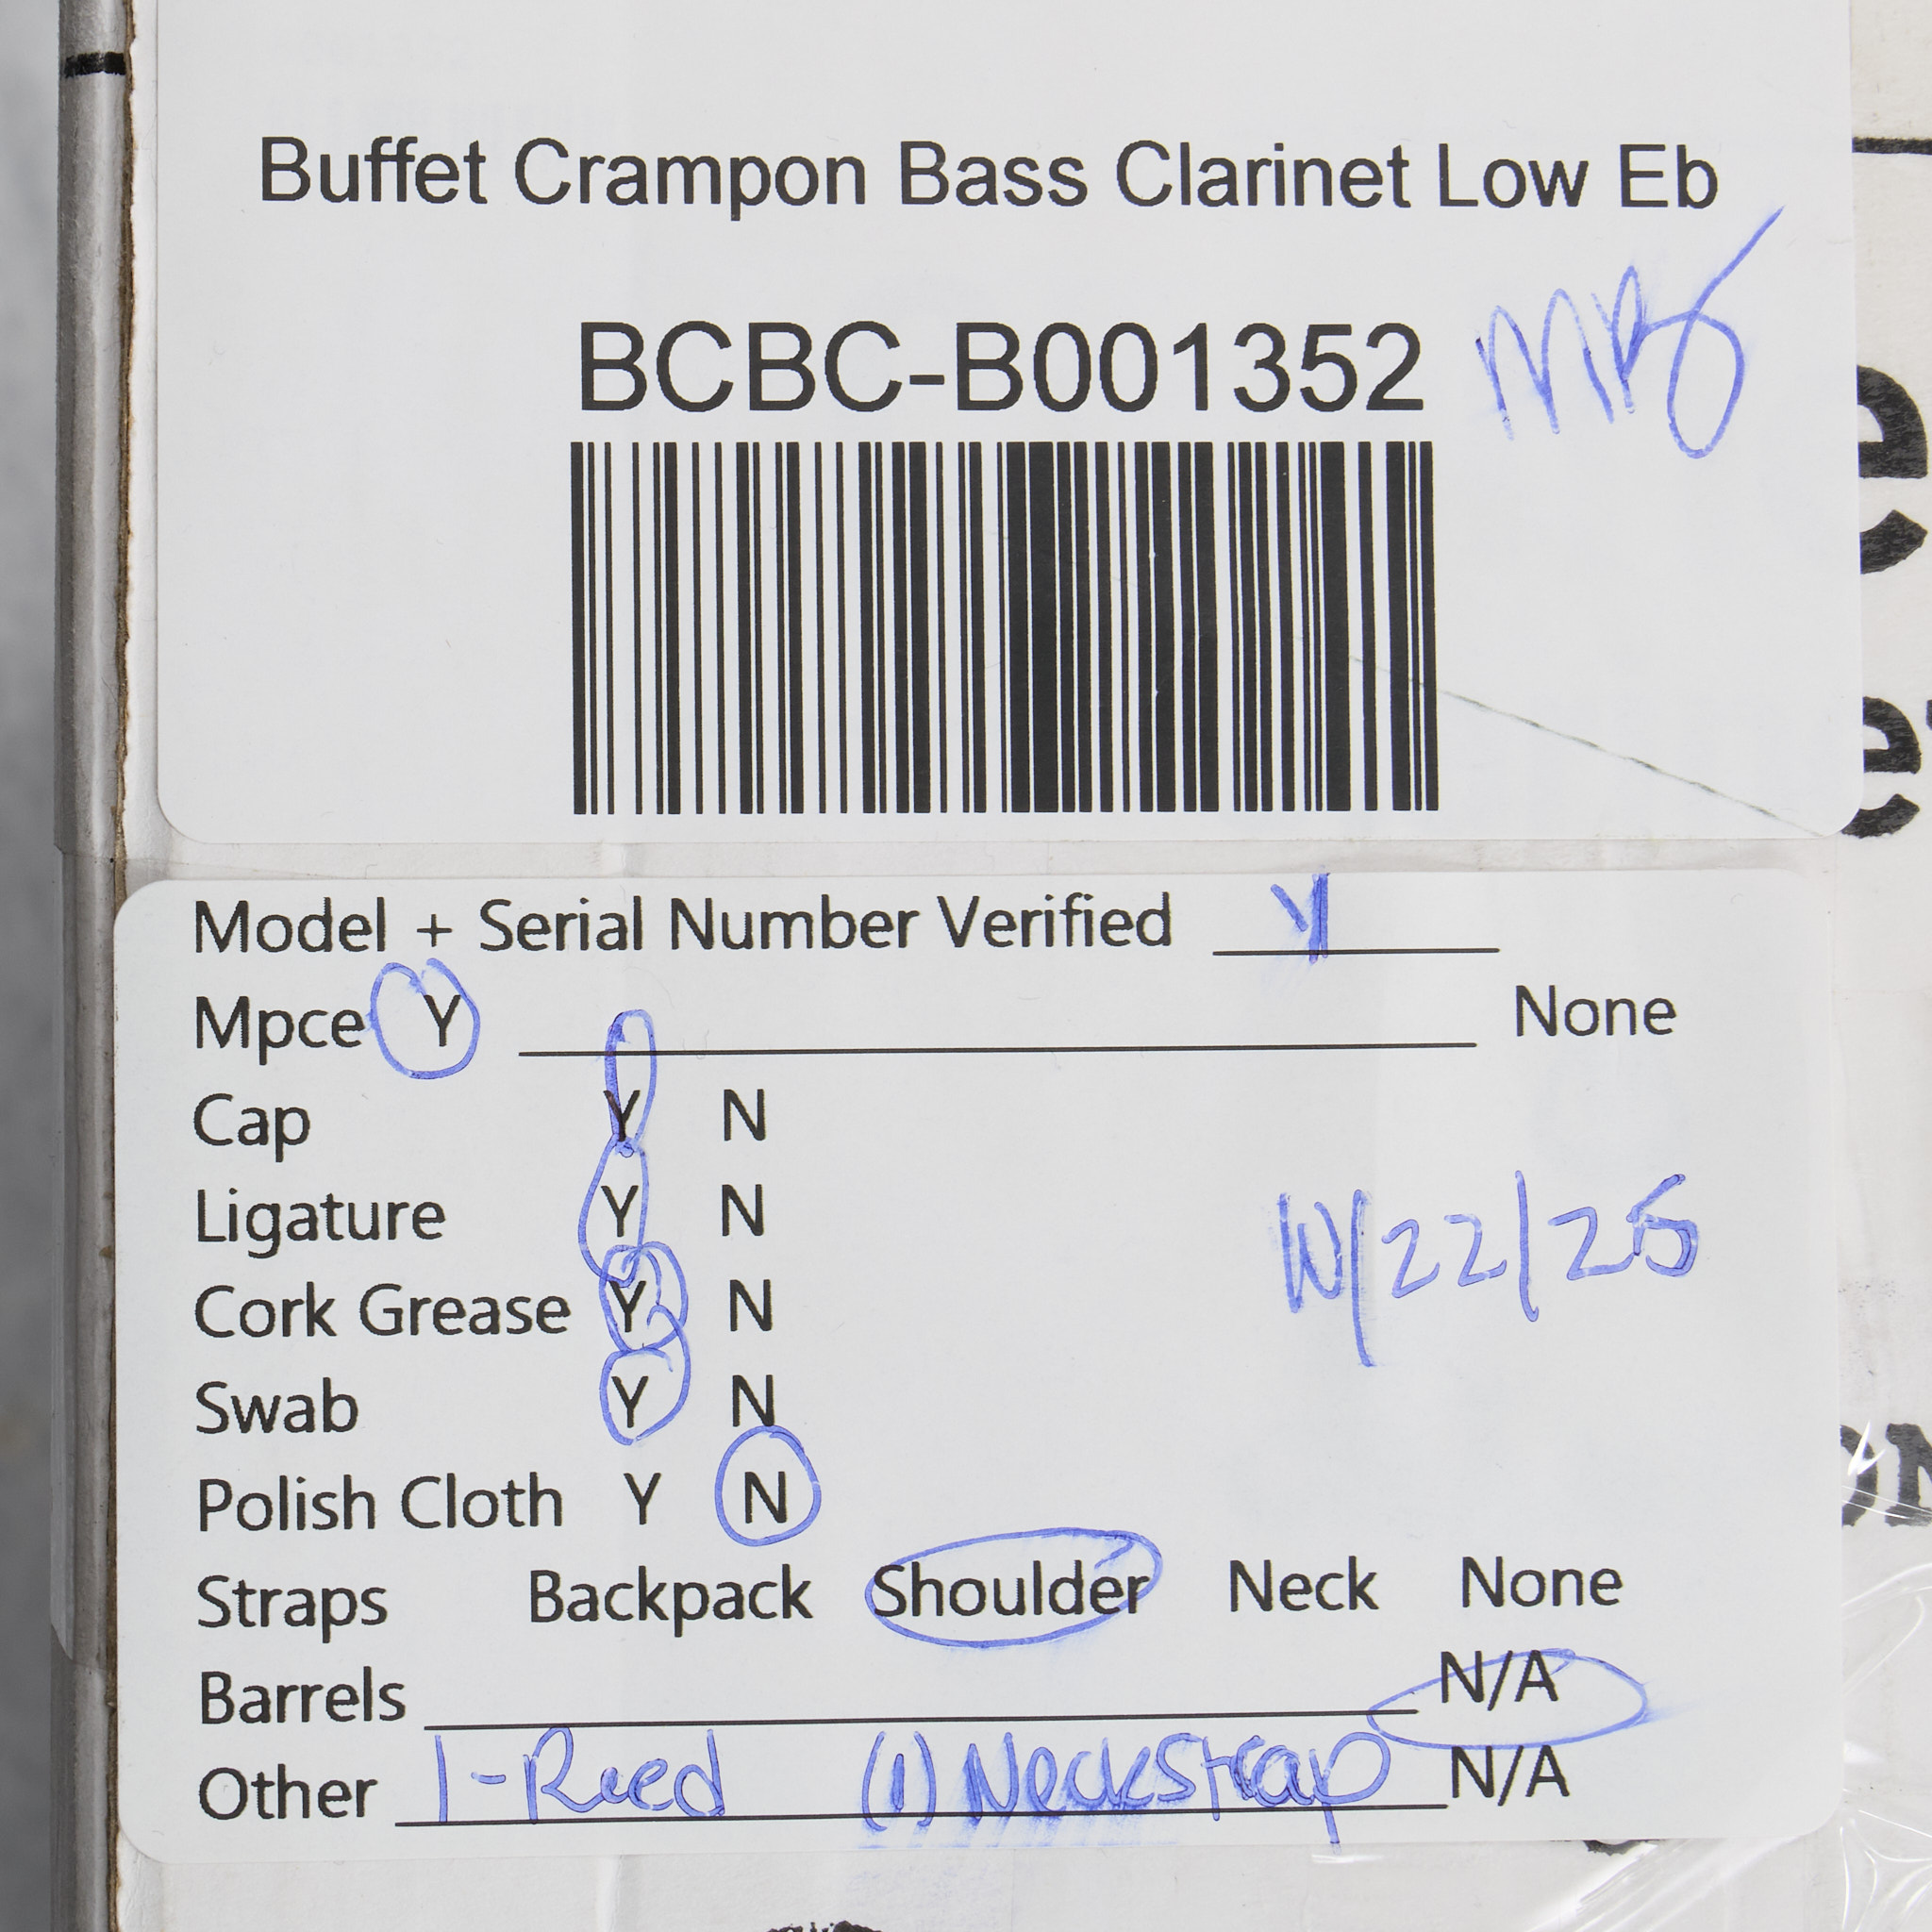 Buffet Crampon Bass Clarinet Low Eb
BCBC-B001352
Model + Serial Number Verified Y
Mpce Y None
Cap Y N
Ligature Y N
10/22/25
Cork Grease Y N
Swab Y N
Polish Cloth Y N
Straps Backpack Shoulder Neck None
Barrels N/A
Other 1-Reed (1) Neckstrap N/A